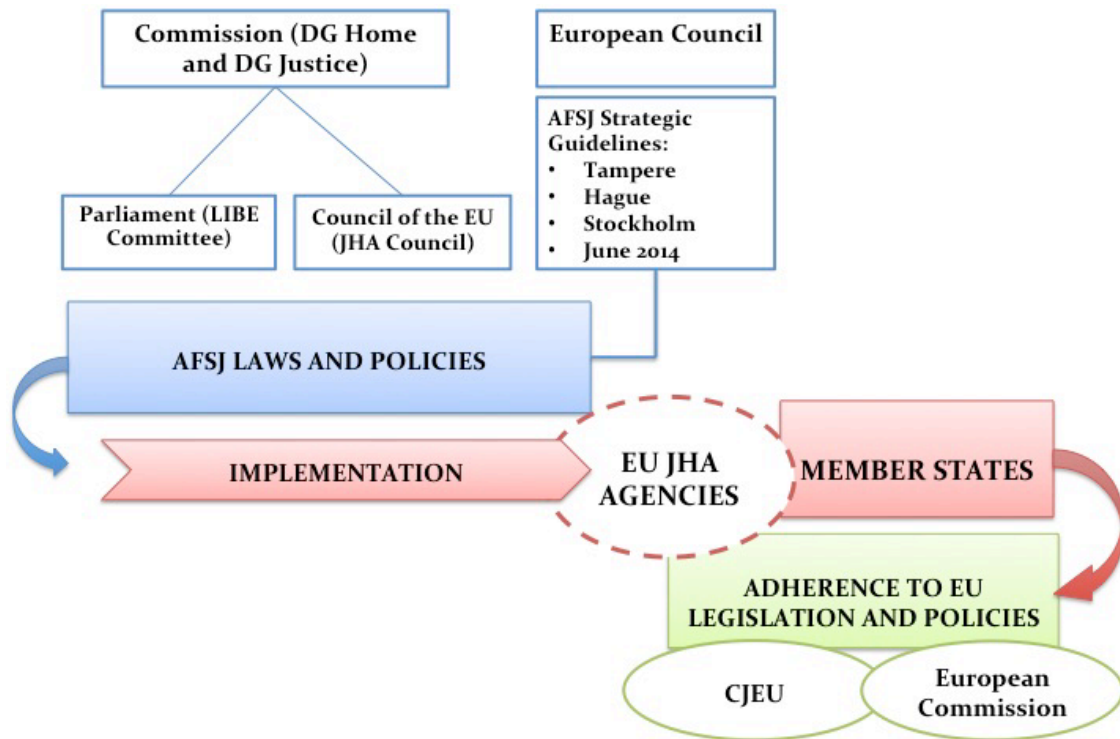 Commission (DG Home
and DG Justice)
European Council
AFSJ Strategic
Guidelines:
• Tampere
• Hague
• Stockholm
• June 2014
Parliament (LIBE
Committee)
Council of the EU
(JHA Council)
AFSJ LAWS AND POLICIES
IMPLEMENTATION
EU JHA
AGENCIES
MEMBER STATES
ADHERENCE TO EU
LEGISLATION AND POLICIES
CJEU
European
Commission